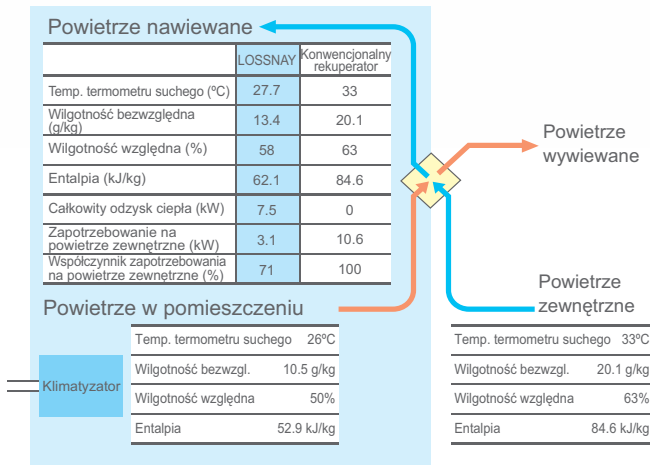 Powietrze nawiewane
LOSSNAY Konwencjonalny
rekuperator
Temp. termometru suchego (ºC) 27.7 33
Wilgotność bezwzględna
(g/kg) 13.4 20.1
Wilgotność względna (%) 58 63
Entalpia (kJ/kg) 62.1 84.6
Całkowity odzysk ciepła (kW) 7.5 0
Zapotrzebowanie na
powietrze zewnętrzne (kW) 3.1 10.6
Współczynnik zapotrzebowania
na powietrze zewnętrzne (%) 71 100
Powietrze
wywiewane
Powietrze w pomieszczeniu
Temp. termometru suchego 26ºC
Wilgotność bezwzgl. 10.5 g/kg
Wilgotność względna 50%
Entalpia 52.9 kJ/kg
Klimatyzator
Powietrze
zewnętrzne
Temp. termometru suchego 33ºC
Wilgotność bezwzgl. 20.1 g/kg
Wilgotność względna 63%
Entalpia 84.6 kJ/kg